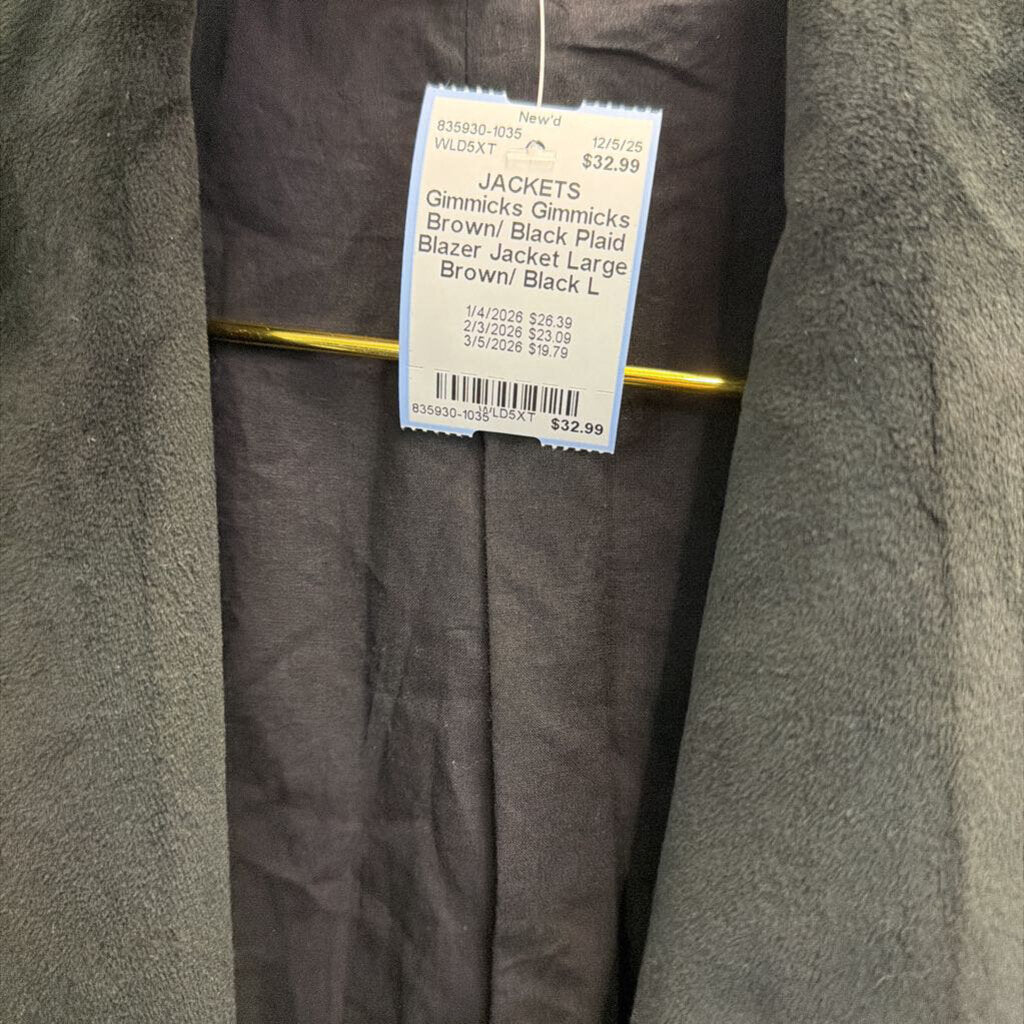 New'd
835930-1035 12/5/25
WLD5XT $32.99
JACKETS
Gimmicks Gimmicks
Brown/ Black Plaid
Blazer Jacket Large
Brown/ Black L
1/4/2026 $26.39
2/3/2026 $23.09
3/5/2026 $19.79
835930-1035 WLD5XT $32.99